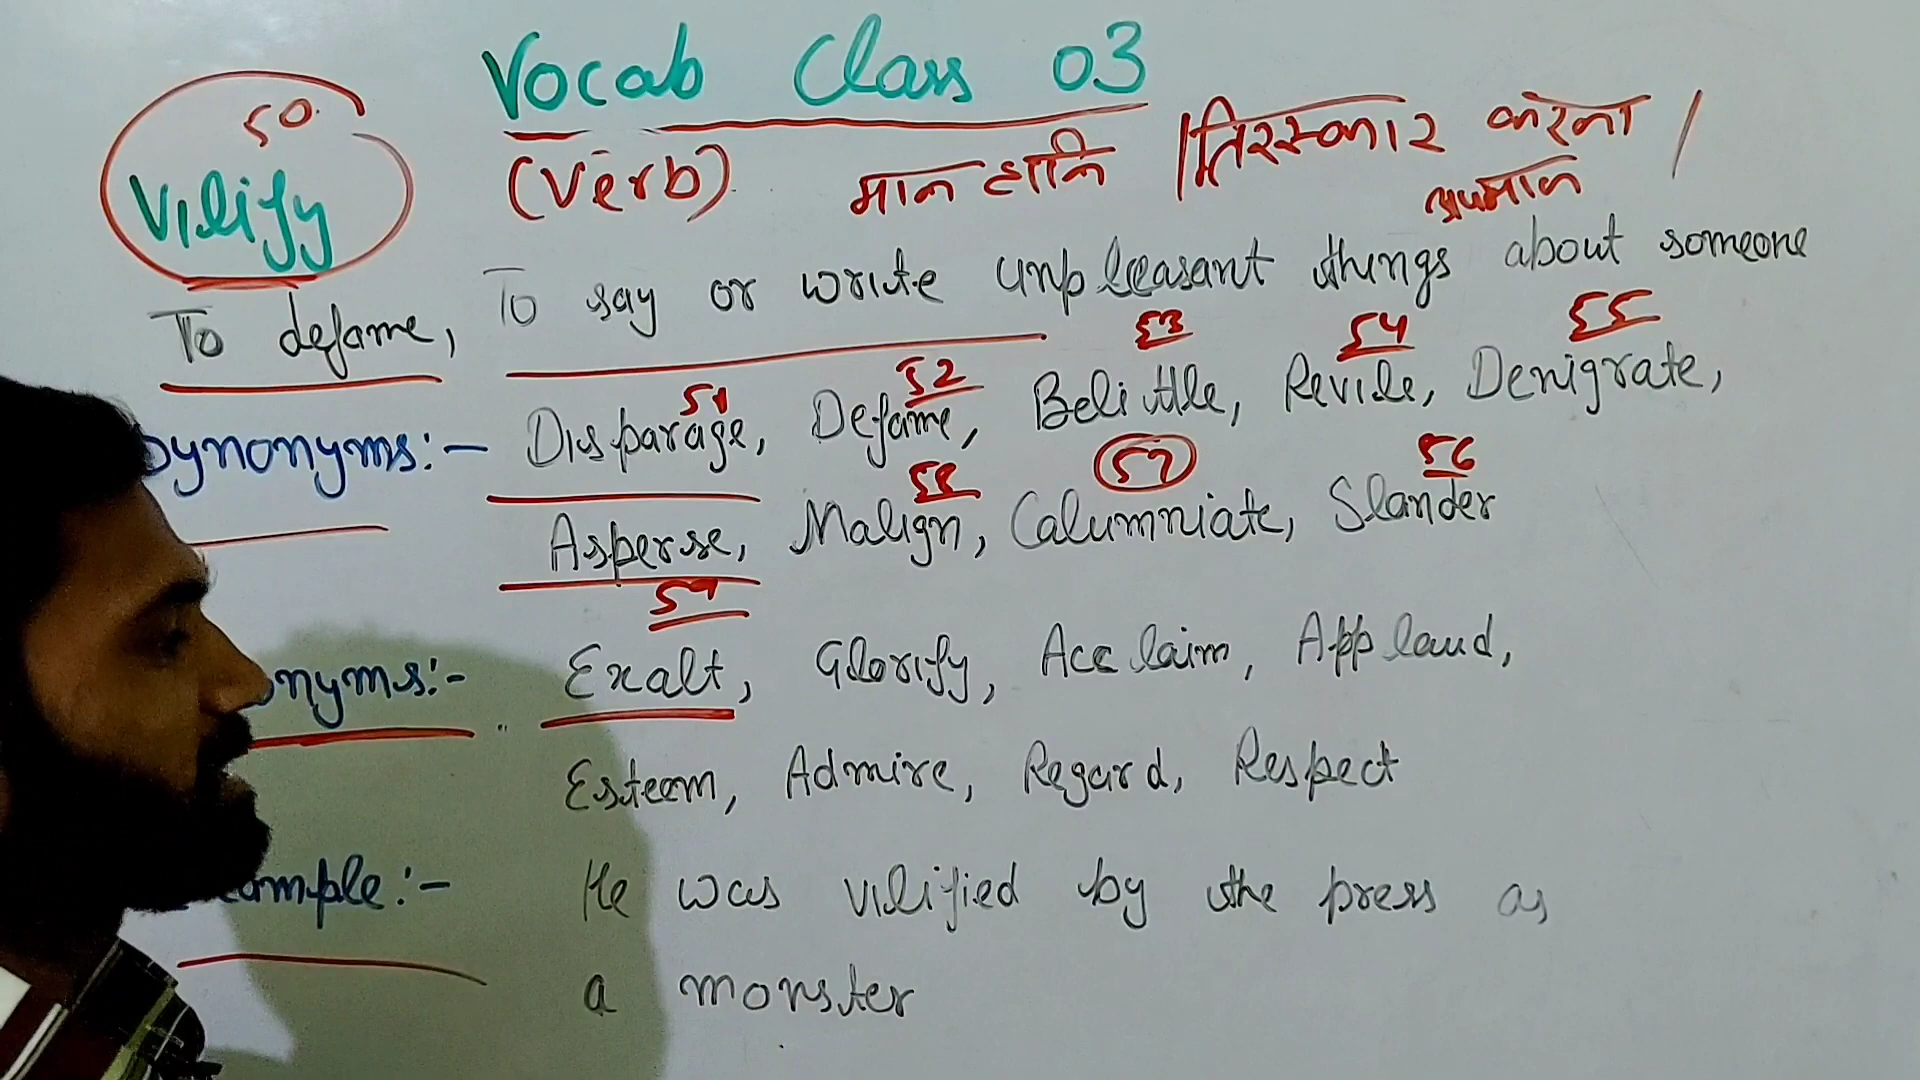 Vocab Class 03
50.
Vilify (Verb) मान हानि / तिरस्कार करना /
अपमान
To defame, To say or write unpleasant things about someone
51 52 53 54 55
Synonyms:- Disparage, Defame, Belittle, Revile, Denigrate,
58 57 56
Asperse, Malign, Calumniate, Slander
59
onyms:- Exalt, Glorify, Acclaim, Applaud,
Esteem, Admire, Regard, Respect
ample:- He was vilified by the press as
a monster